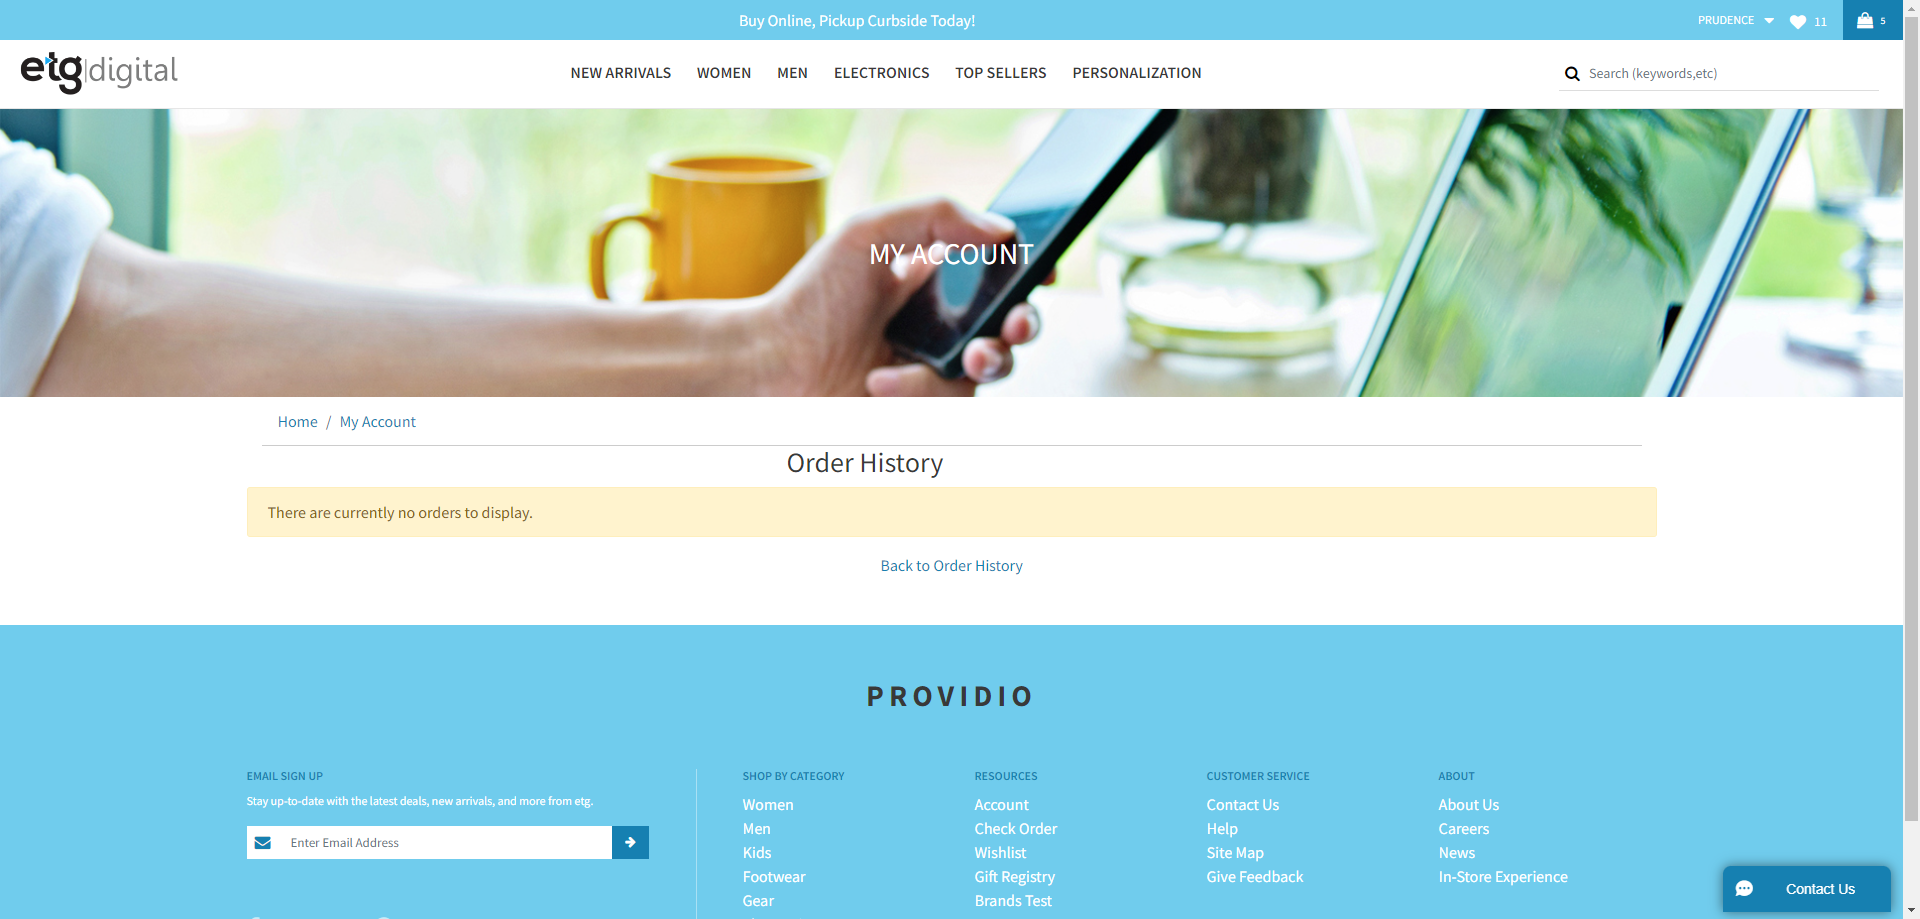 Buy Online, Pickup Curbside Today!
PRUDENCE 11 5
etg|digital
NEW ARRIVALS WOMEN MEN ELECTRONICS TOP SELLERS PERSONALIZATION
Search (keywords,etc)
MY ACCOUNT
Home / My Account
Order History
There are currently no orders to display.
Back to Order History
PROVIDIO
EMAIL SIGN UP
Stay up-to-date with the latest deals, new arrivals, and more from etg.
Enter Email Address
SHOP BY CATEGORY
Women
Men
Kids
Footwear
Gear
RESOURCES
Account
Check Order
Wishlist
Gift Registry
Brands Test
CUSTOMER SERVICE
Contact Us
Help
Site Map
Give Feedback
ABOUT
About Us
Careers
News
In-Store Experience
Contact Us